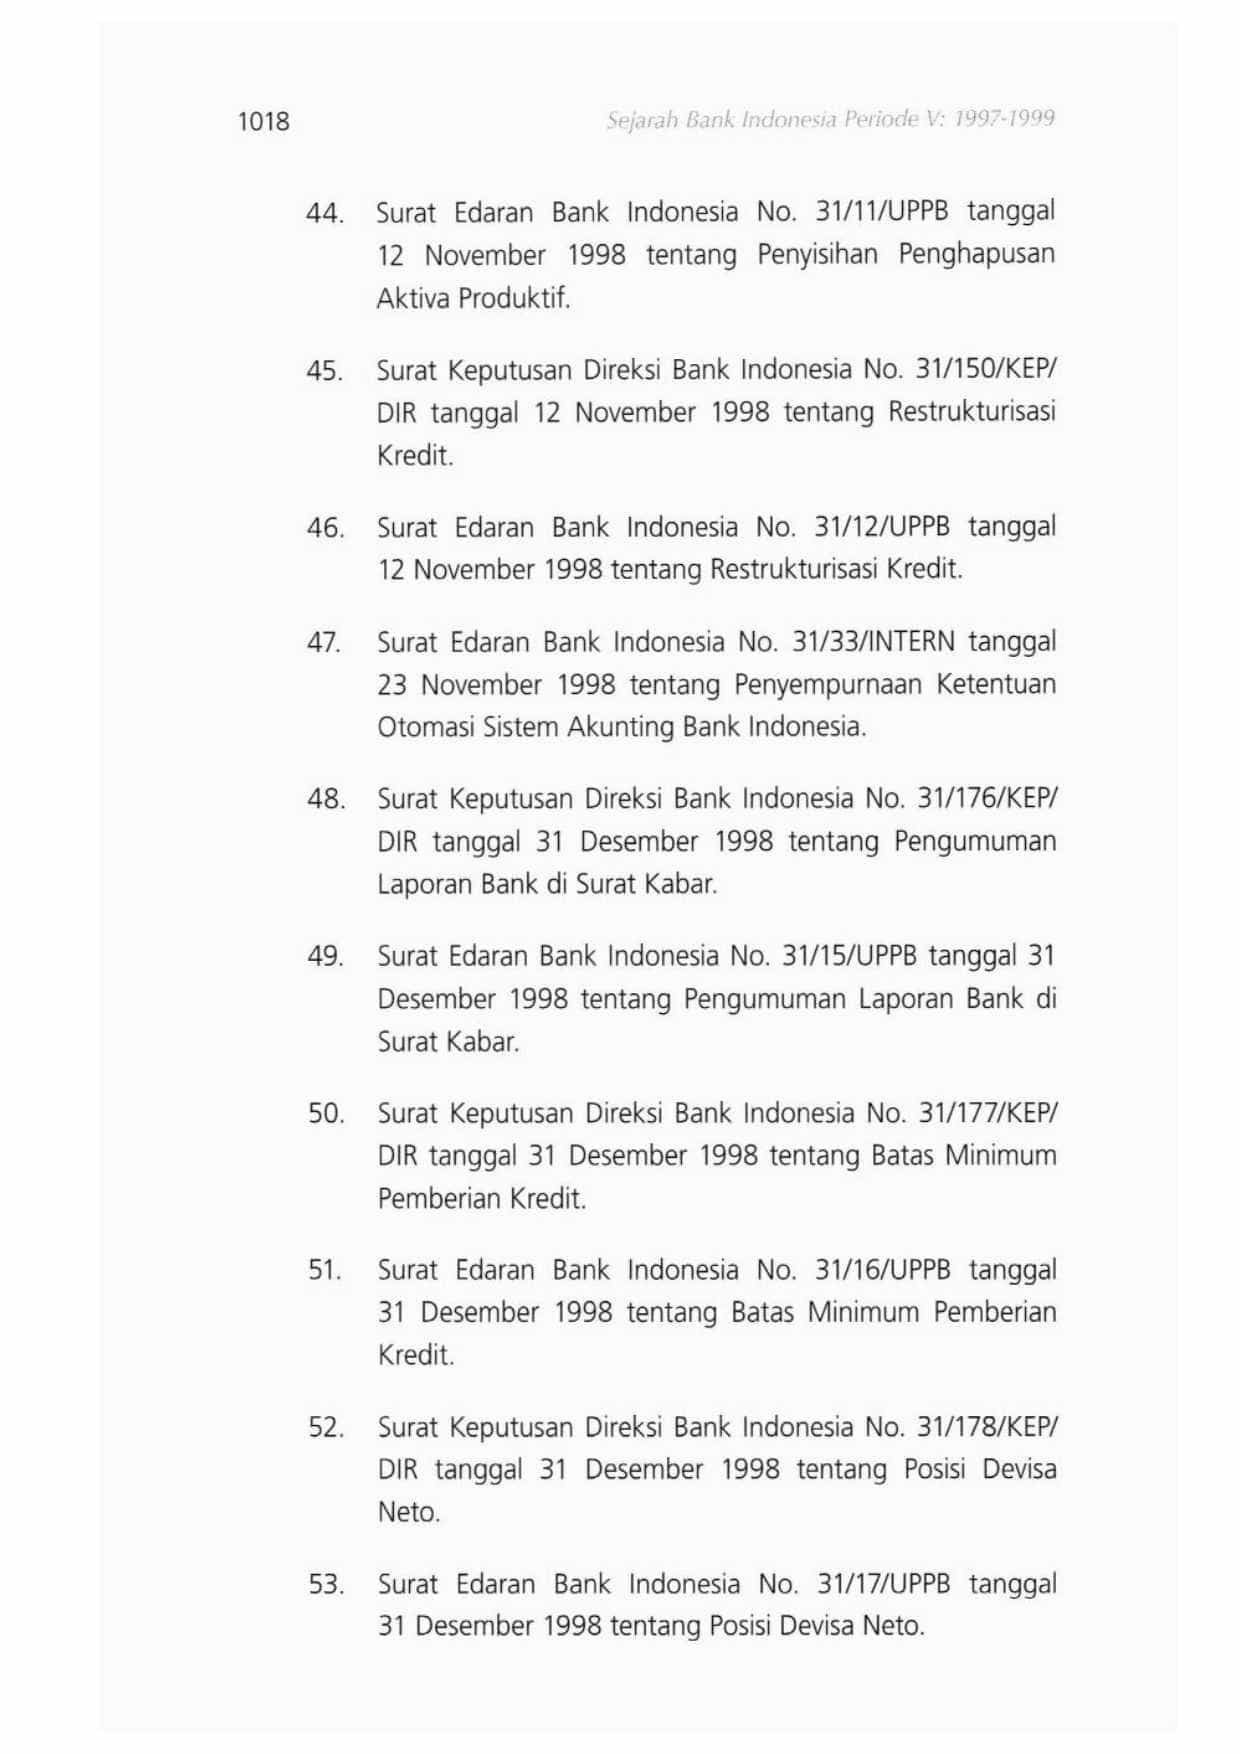 1018
Sejarah Bank Indonesia Periode V: 1997-1999
44. Surat Edaran Bank Indonesia No. 31/11/UPPB tanggal
12 November 1998 tentang Penyisihan Penghapusan
Aktiva Produktif.
45. Surat Keputusan Direksi Bank Indonesia No. 31/150/KEP/
DIR tanggal 12 November 1998 tentang Restrukturisasi
Kredit.
46. Surat Edaran Bank Indonesia No. 31/12/UPPB tanggal
12 November 1998 tentang Restrukturisasi Kredit.
47. Surat Edaran Bank Indonesia No. 31/33/INTERN tanggal
23 November 1998 tentang Penyempurnaan Ketentuan
Otomasi Sistem Akunting Bank Indonesia.
48. Surat Keputusan Direksi Bank Indonesia No. 31/176/KEP/
DIR tanggal 31 Desember 1998 tentang Pengumuman
Laporan Bank di Surat Kabar.
49. Surat Edaran Bank Indonesia No. 31/15/UPPB tanggal 31
Desember 1998 tentang Pengumuman Laporan Bank di
Surat Kabar.
50. Surat Keputusan Direksi Bank Indonesia No. 31/177/KEP/
DIR tanggal 31 Desember 1998 tentang Batas Minimum
Pemberian Kredit.
51. Surat Edaran Bank Indonesia No. 31/16/UPPB tanggal
31 Desember 1998 tentang Batas Minimum Pemberian
Kredit.
52. Surat Keputusan Direksi Bank Indonesia No. 31/178/KEP/
DIR tanggal 31 Desember 1998 tentang Posisi Devisa
Neto.
53. Surat Edaran Bank Indonesia No. 31/17/UPPB tanggal
31 Desember 1998 tentang Posisi Devisa Neto.